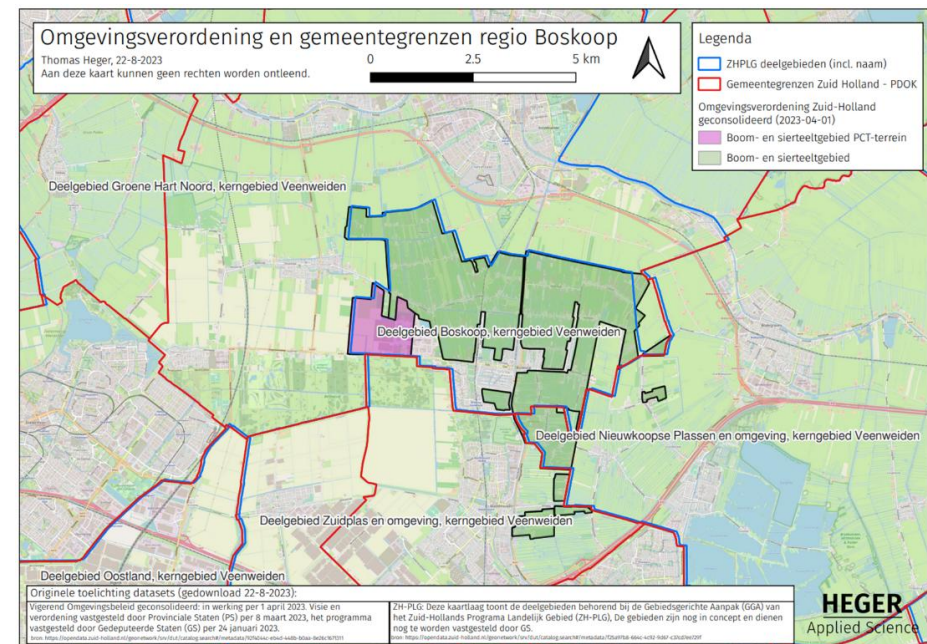 Omgevingsverordening en gemeentegrenzen regio Boskoop
Thomas Heger, 22-8-2023
Aan deze kaart kunnen geen rechten worden ontleend.
0 2.5 5 km
Legenda
ZHPLG deelgebieden (incl. naam)
Gemeentegrenzen Zuid Holland - PDOK
Omgevingsverordening Zuid-Holland
geconsolideerd (2023-04-01)
Boom- en sierteeltgebied PCT-terrein
Boom- en sierteeltgebied
Deelgebied Groene Hart Noord, kerngebied Veenweiden
Deelgebied Boskoop, kerngebied Veenweiden
Deelgebied Nieuwkoopse Plassen en omgeving, kerngebied Veenweiden
Deelgebied Zuidplas en omgeving, kerngebied Veenweiden
Deelgebied Oostland, kerngebied Veenweiden
Originele toelichting datasets (gedownload 22-8-2023):
Vigerend Omgevingsbeleid geconsolideerd: in werking per 1 april 2023. Visie en
verordening vastgesteld door Provinciale Staten (PS) per 8 maart 2023, het programma
vastgesteld door Gedeputeerde Staten (GS) per 24 januari 2023.
ZH-PLG: Deze kaartlaag toont de deelgebieden behorend bij de Gebiedsgerichte Aanpak (GGA) van
het Zuid-Hollands Programa Landelijk Gebied (ZH-PLG), De gebieden zijn nog in concept en dienen
nog te worden vastgesteld door GS.
HEGER
Applied Science